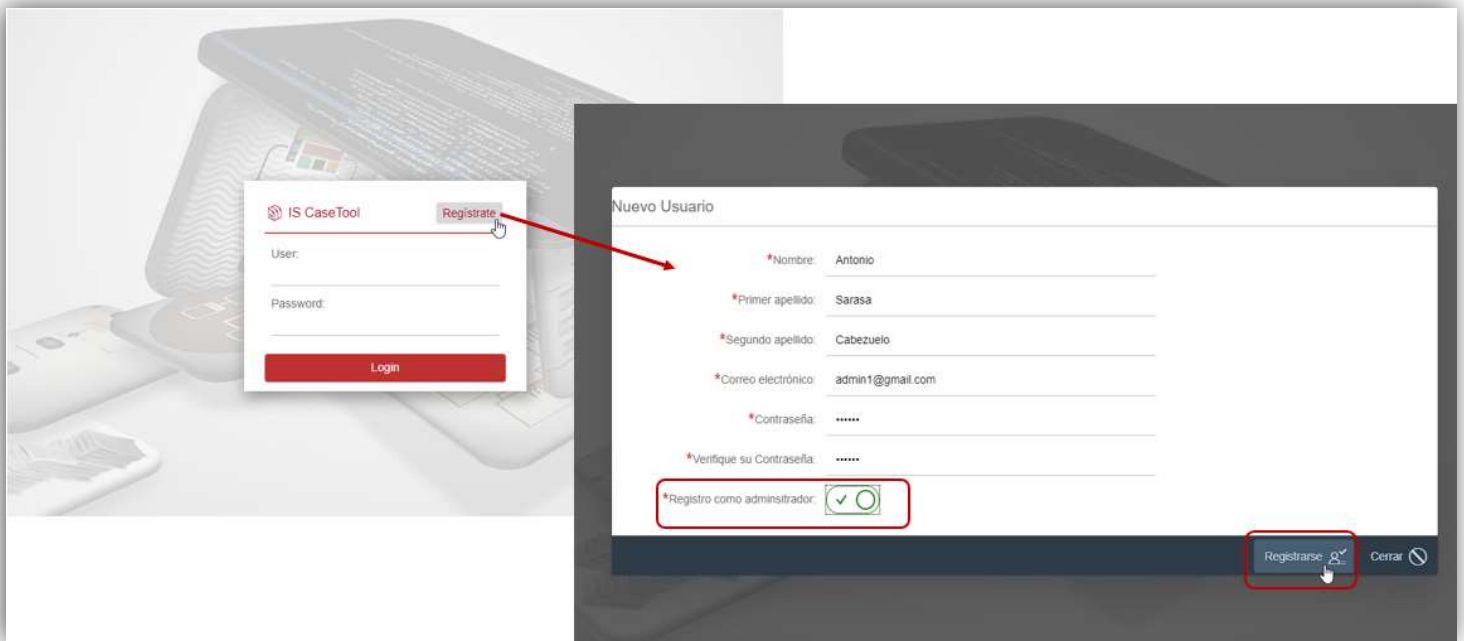 IS CaseTool Regístrate
User:
Password:
Login
Nuevo Usuario
*Nombre: Antonio
*Primer apellido: Sarasa
*Segundo apellido: Cabezuelo
*Correo electrónico: admin1@gmail.com
*Contraseña: ••••••
*Verifique su Contraseña: ••••••
*Registro como adminsitrador:
Registrarse Cerrar